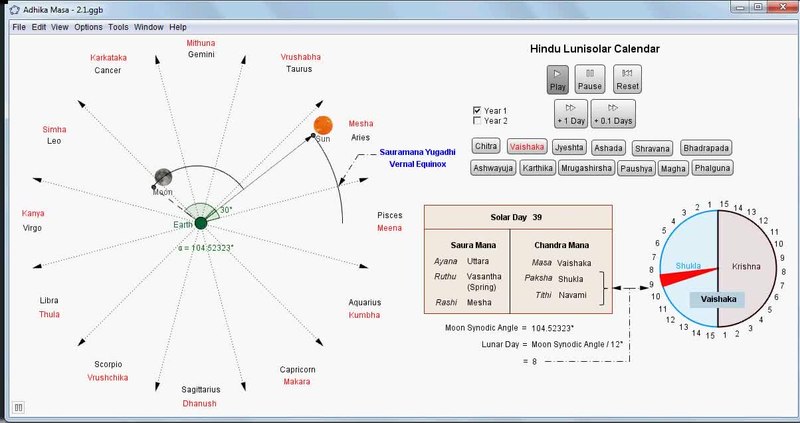 Adhika Masa - 2.1.ggb
File Edit View Options Tools Window Help
Hindu Lunisolar Calendar
Play
Pause
Reset
Year 1
Year 2
+ 1 Day
+ 0.1 Days
Chitra
Vaishaka
Jyeshta
Ashada
Shravana
Bhadrapada
Ashwayuja
Karthika
Mrugashirsha
Paushya
Magha
Phalguna
Mithuna
Gemini
Karkataka
Cancer
Vrushabha
Taurus
Simha
Leo
Mesha
Aries
Sun
Moon
Sauramana Yugadhi
Vernal Equinox
Kanya
Virgo
Earth
30°
α = 104.52323°
Pisces
Meena
Libra
Thula
Aquarius
Kumbha
Scorpio
Vrushchika
Sagittarius
Dhanush
Capricorn
Makara
Solar Day 39
Saura Mana
Ayana Uttara
Ruthu Vasantha
(Spring)
Rashi Mesha
Chandra Mana
Masa Vaishaka
Paksha Shukla
Tithi Navami
Moon Synodic Angle = 104.52323°
Lunar Day = Moon Synodic Angle / 12°
= 8
1 2 3 4 5 6 7 8 9 10 11 12 13 14 15
Shukla
Krishna
Vaishaka
15 14 13 12 11 10 9 8 7 6 5 4 3 2 1